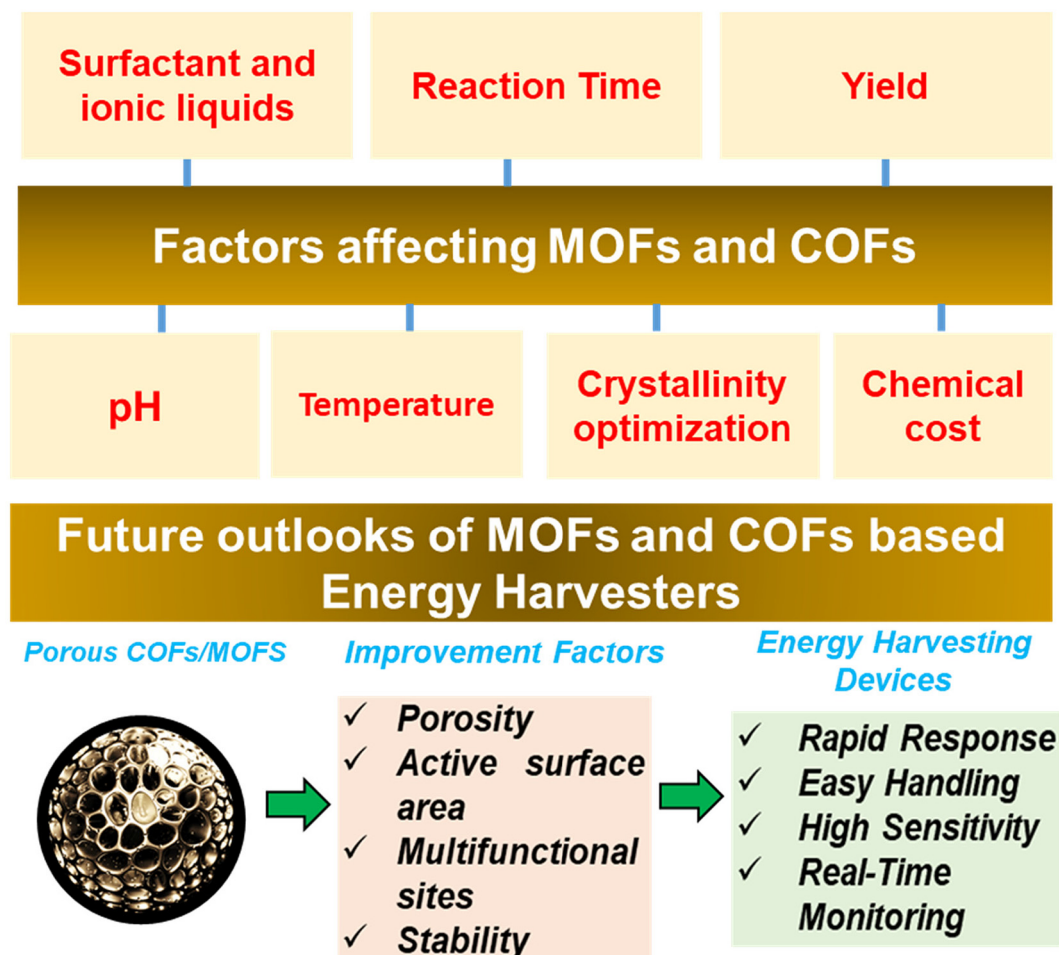 Surfactant and
ionic liquids
Reaction Time
Yield
Factors affecting MOFs and COFs
pH
Temperature
Crystallinity
optimization
Chemical
cost
Future outlooks of MOFs and COFs based
Energy Harvesters
Porous COFs/MOFS
Improvement Factors
Energy Harvesting
Devices
✓ Porosity
✓ Active surface
area
✓ Multifunctional
sites
✓ Stability
✓ Rapid Response
✓ Easy Handling
✓ High Sensitivity
✓ Real-Time
Monitoring